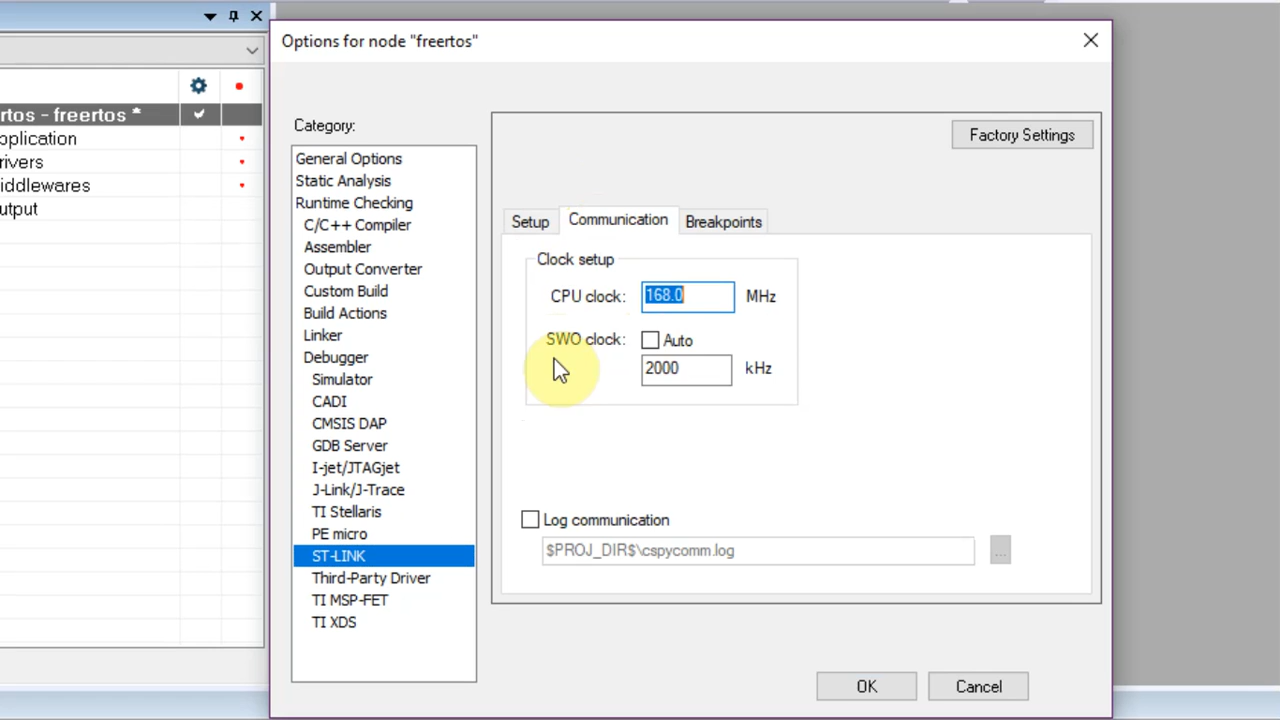 Options for node "freertos"
rtos - freertos *
pplication
rivers
iddlewares
utput
Category:
General Options
Static Analysis
Runtime Checking
C/C++ Compiler
Assembler
Output Converter
Custom Build
Build Actions
Linker
Debugger
Simulator
CADI
CMSIS DAP
GDB Server
I-jet/JTAGjet
J-Link/J-Trace
TI Stellaris
PE micro
ST-LINK
Third-Party Driver
TI MSP-FET
TI XDS
Factory Settings
Setup Communication Breakpoints
Clock setup
CPU clock: 168.0 MHz
SWO clock: Auto
2000 kHz
Log communication
$PROJ_DIR$\cspycomm.log ...
OK Cancel